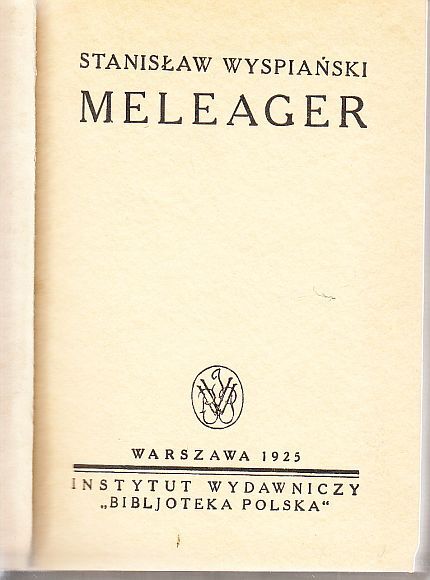 STANISŁAW WYSPIAŃSKI
MELEAGER
WARSZAWA 1925
INSTYTUT WYDAWNICZY
„BIBLJOTEKA POLSKA“